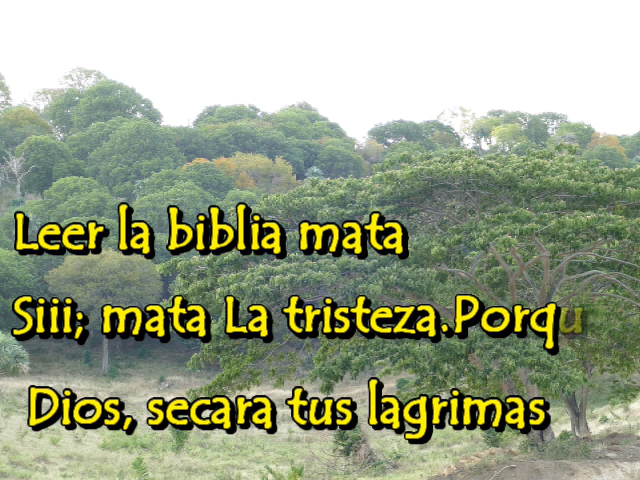 Leer la biblia mata
Siii; mata La tristeza.Porqu
Dios, secara tus lagrimas